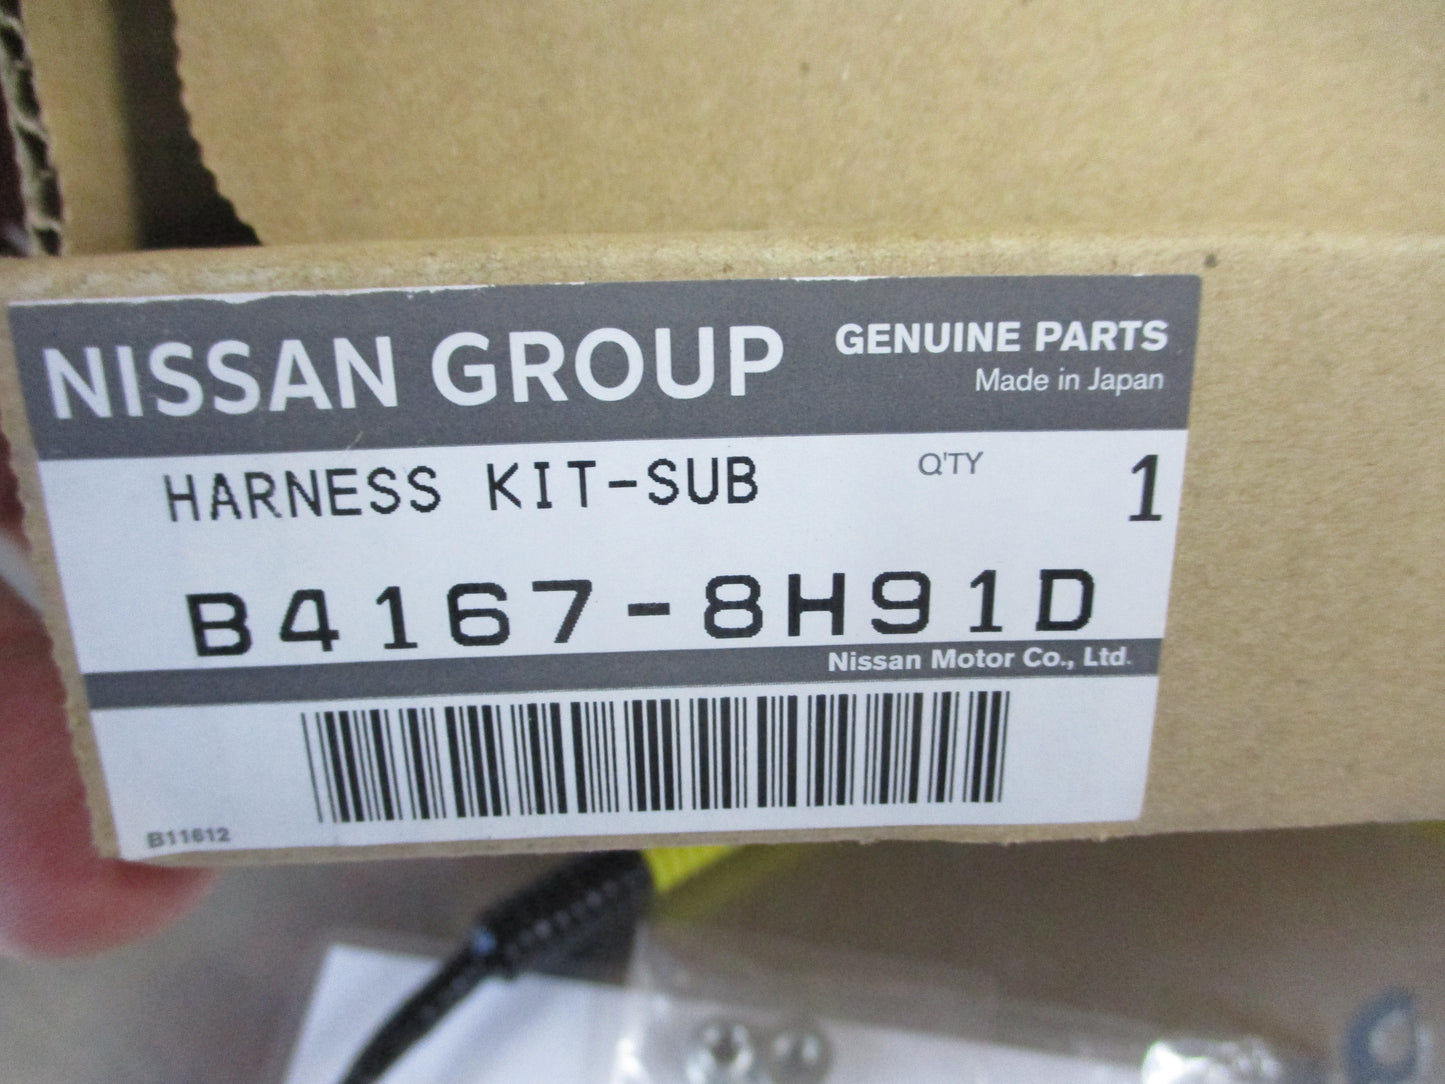 NISSAN GROUP
GENUINE PARTS
Made in Japan
HARNESS KIT-SUB
Q'TY 1
B4167-8H91D
Nissan Motor Co., Ltd.
B11612